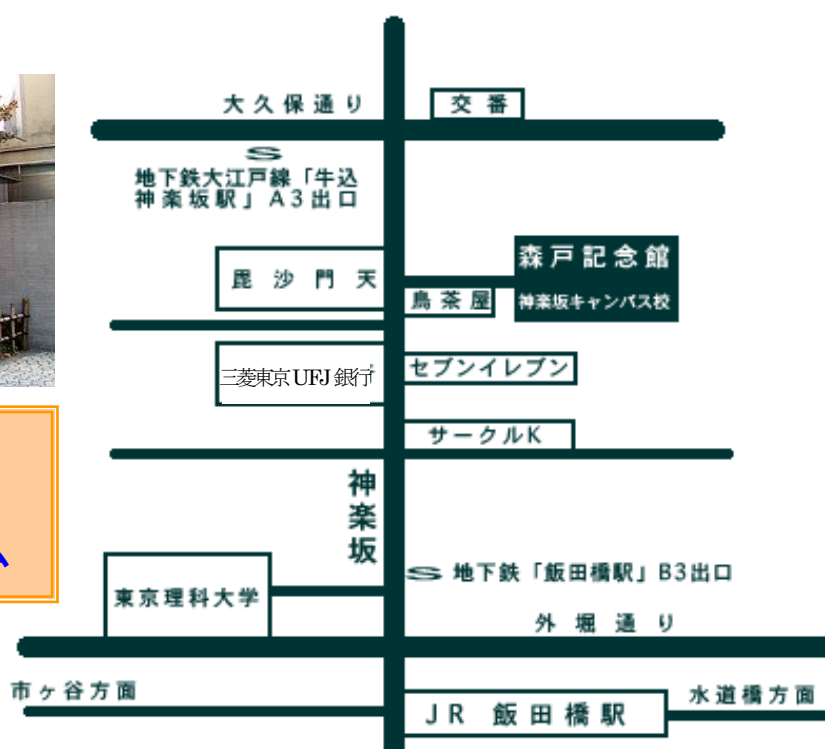 大久保通り
交番
地下鉄大江戸線「牛込
神楽坂駅」A3出口
森戸記念館
神楽坂キャンパス校
毘沙門天
鳥茶屋
三菱東京UFJ銀行
セブンイレブン
サークルK
神楽坂
地下鉄「飯田橋駅」B3出口
東京理科大学
外堀通り
市ヶ谷方面
JR 飯田橋駅
水道橋方面